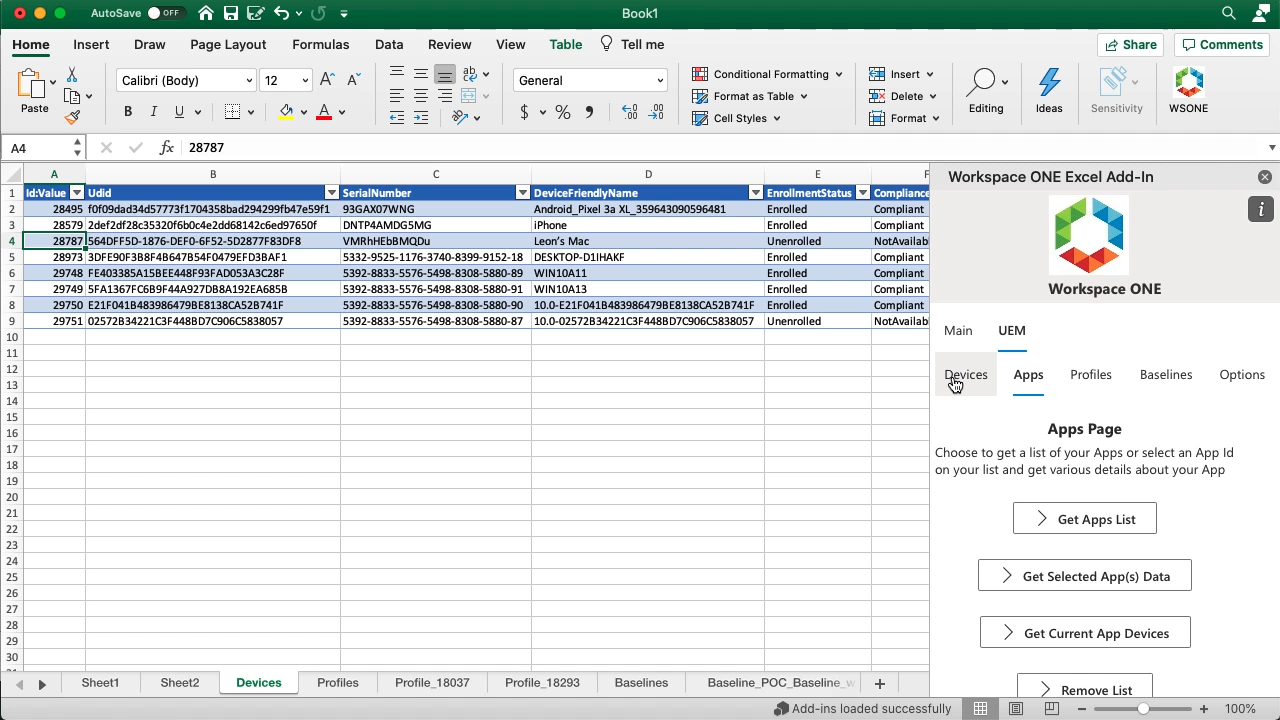 AutoSave OFF
Book1
Home Insert Draw Page Layout Formulas Data Review View Table Tell me Share Comments
Paste
Calibri (Body) 12
B I U
General
Conditional Formatting
Format as Table
Cell Styles
Insert
Delete
Format
Editing
Ideas
Sensitivity
WSONE
A4 fx 28787
A B C D E F
1 Id:Value Udid SerialNumber DeviceFriendlyName EnrollmentStatus Compliance
2 28495 f0f09dad34d57773f1704358bad294299fb47e59f1 93GAX07WNG Android_Pixel 3a XL_359643090596481 Enrolled Compliant
3 28579 2def2df28c35320f6b0c4e2dd68142c6ed97650f DNTP4AMDG5MG iPhone Enrolled Compliant
4 28787 564DFF5D-1876-DEF0-6F52-5D2877F83DF8 VMRhHEbBMQDu Leon's Mac Unenrolled NotAvailab
5 28973 3DFE90F3B8F4B647B54F0479EFD3BAF1 5332-9525-1176-3740-8399-9152-18 DESKTOP-D1IHAKF Enrolled Compliant
6 29748 FE403385A15BEE448F93FAD053A3C28F 5392-8833-5576-5498-8308-5880-89 WIN10A11 Enrolled Compliant
7 29749 5FA1367FC6B9F44A927DB8A192EA685B 5392-8833-5576-5498-8308-5880-91 WIN10A13 Enrolled Compliant
8 29750 E21F041B483986479BE8138CA52B741F 5392-8833-5576-5498-8308-5880-90 10.0-E21F041B483986479BE8138CA52B741F Enrolled Compliant
9 29751 02572B34221C3F448BD7C906C5838057 5392-8833-5576-5498-8308-5880-87 10.0-02572B34221C3F448BD7C906C5838057 Unenrolled NotAvailab
10
11
12
13
14
15
16
17
18
19
20
21
22
23
24
25
26
27
28
29
30
Workspace ONE Excel Add-In
Workspace ONE
Main UEM
Devices Apps Profiles Baselines Options
Apps Page
Choose to get a list of your Apps or select an App Id
on your list and get various details about your App
Get Apps List
Get Selected App(s) Data
Get Current App Devices
Remove List
Sheet1 Sheet2 Devices Profiles Profile_18037 Profile_18293 Baselines Baseline_POC_Baseline_w
Add-ins loaded successfully 100%